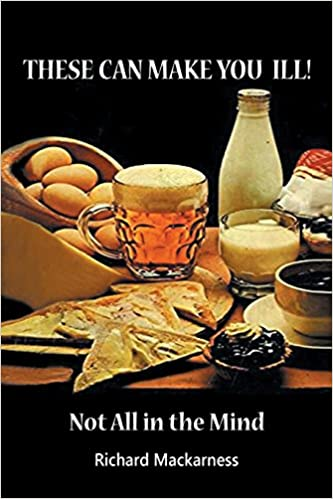 THESE CAN MAKE YOU ILL!
Not All in the Mind
Richard Mackarness